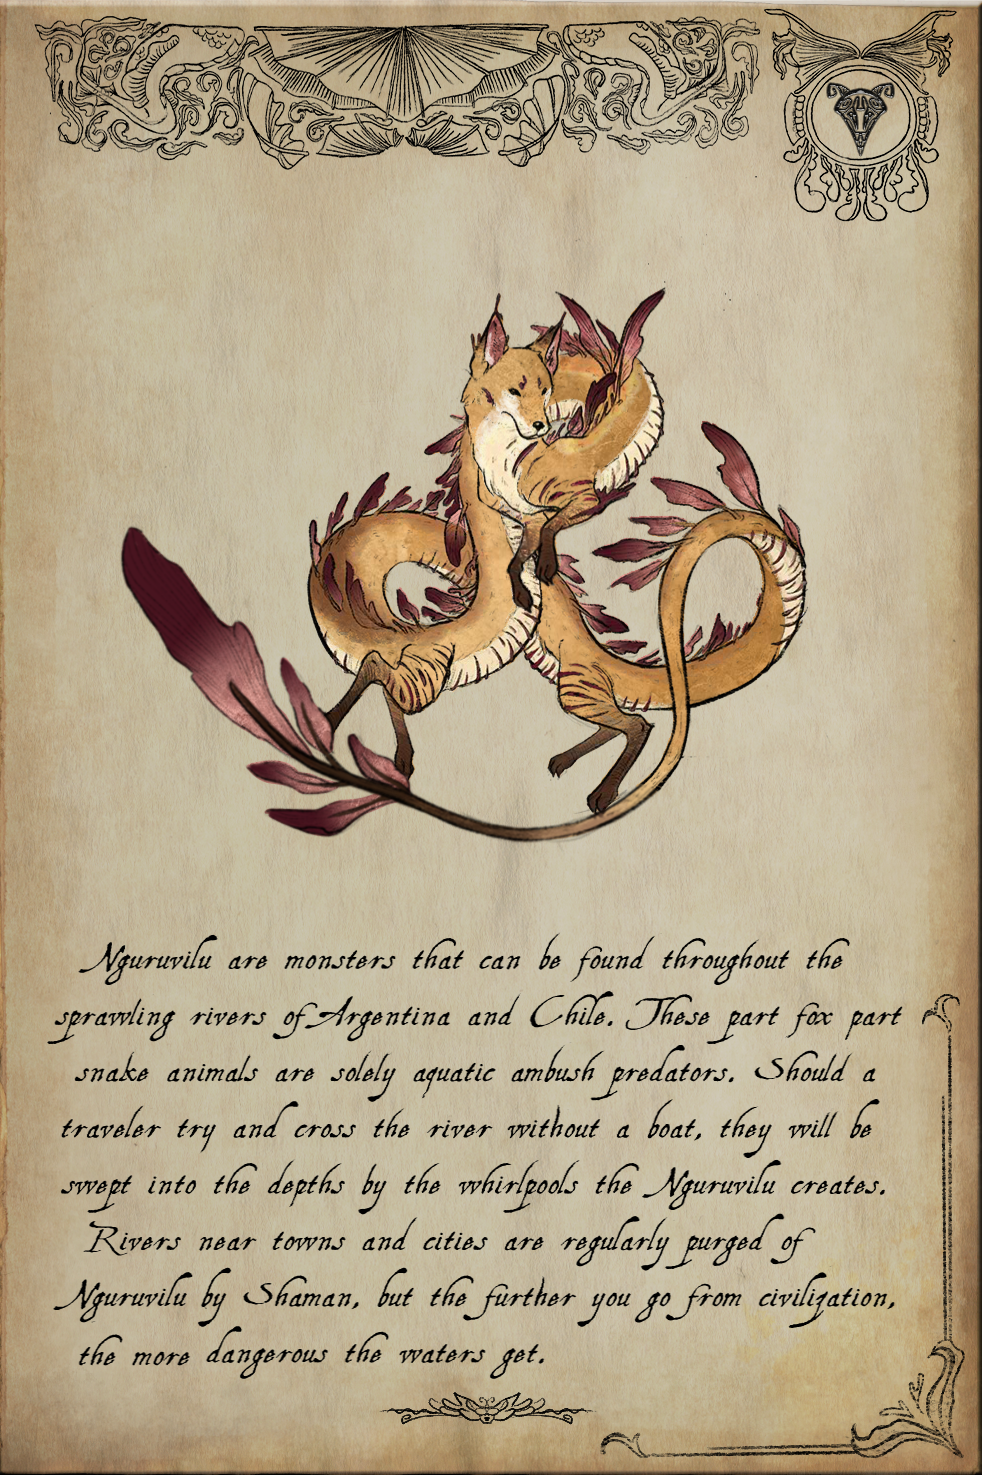 Nguruvilu are monsters that can be found throughout the
sprawling rivers of Argentina and Chile. These part fox part
snake animals are solely aquatic ambush predators. Should a
traveler try and cross the river without a boat, they will be
swept into the depths by the whirlpools the Nguruvilu creates.
Rivers near towns and cities are regularly purged of
Nguruvilu by Shaman, but the further you go from civilization,
the more dangerous the waters get.